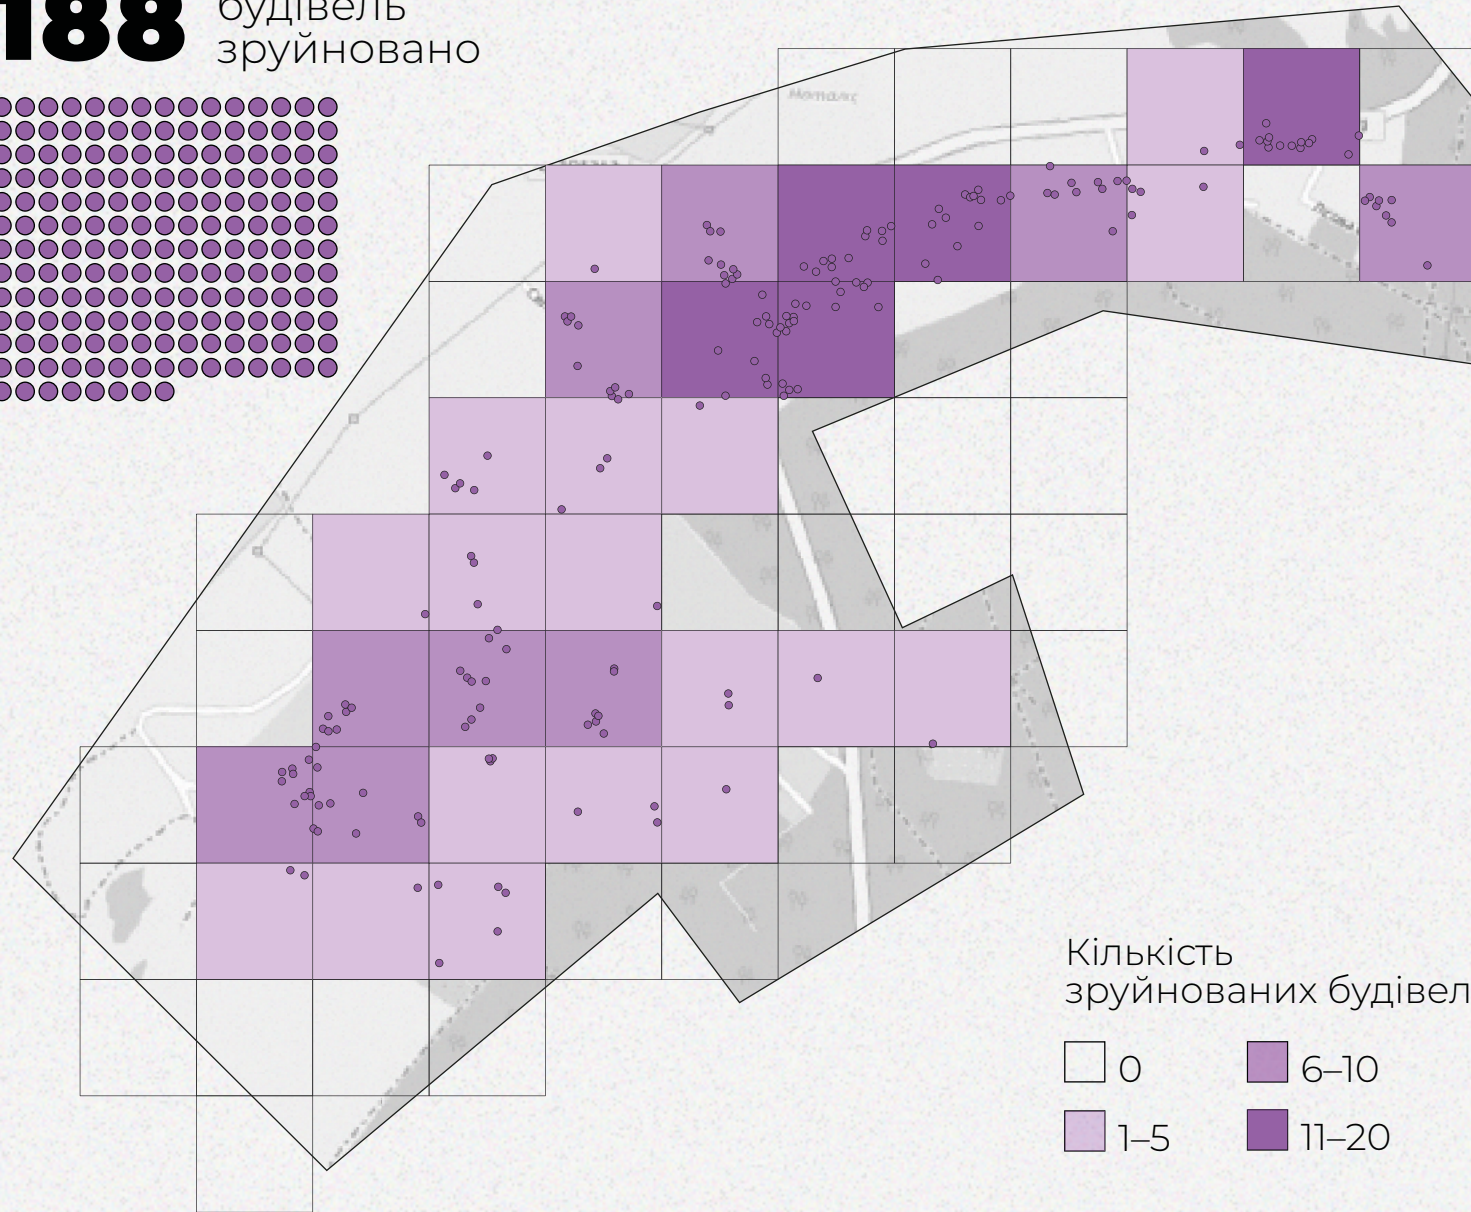 188
будівель
зруйновано
Кількість
зруйнованих будівел
0
6–10
1–5
11–20